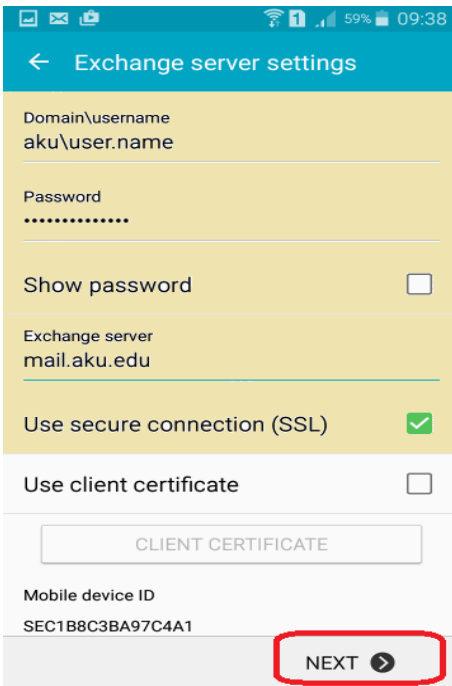 1 59% 09:38
Exchange server settings
Domain\username
aku\user.name
Password
••••••••••••••
Show password
Exchange server
mail.aku.edu
Use secure connection (SSL)
Use client certificate
CLIENT CERTIFICATE
Mobile device ID
SEC1B8C3BA97C4A1
NEXT